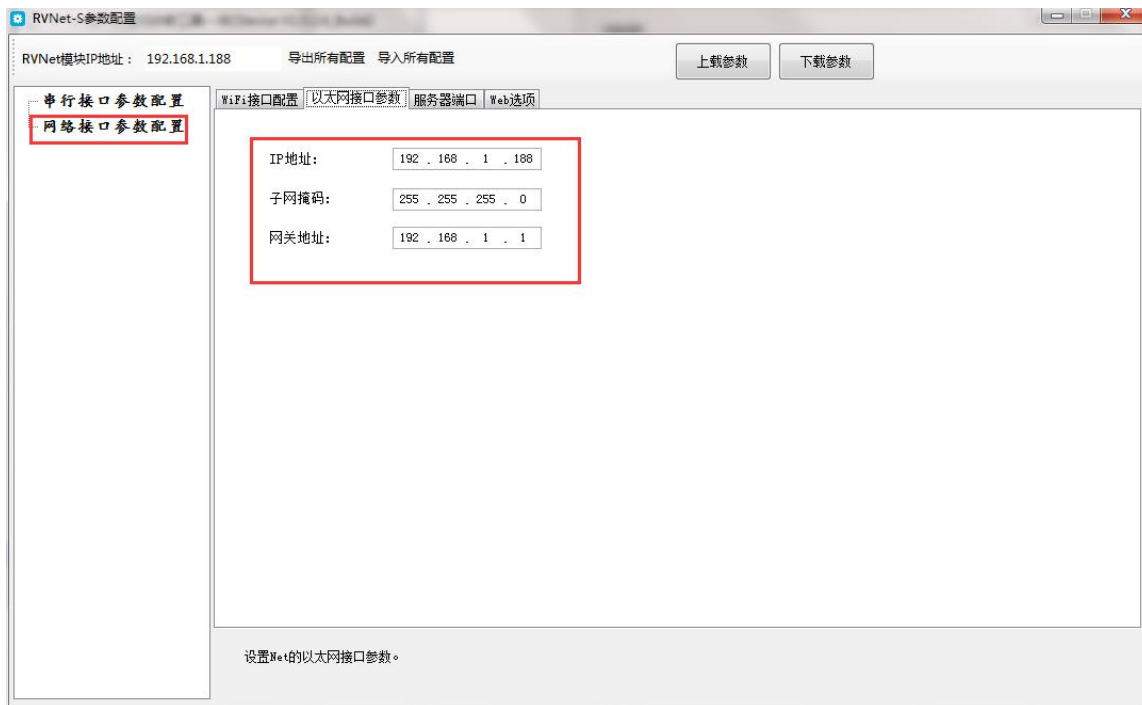 RVNet-S参数配置
RVNet模块IP地址： 192.168.1.188 导出所有配置 导入所有配置 上载参数 下载参数
串行接口参数配置
网络接口参数配置
WiFi接口配置 以太网接口参数 服务器端口 Web选项
IP地址: 192 . 168 . 1 . 188
子网掩码: 255 . 255 . 255 . 0
网关地址: 192 . 168 . 1 . 1
设置Net的以太网接口参数。